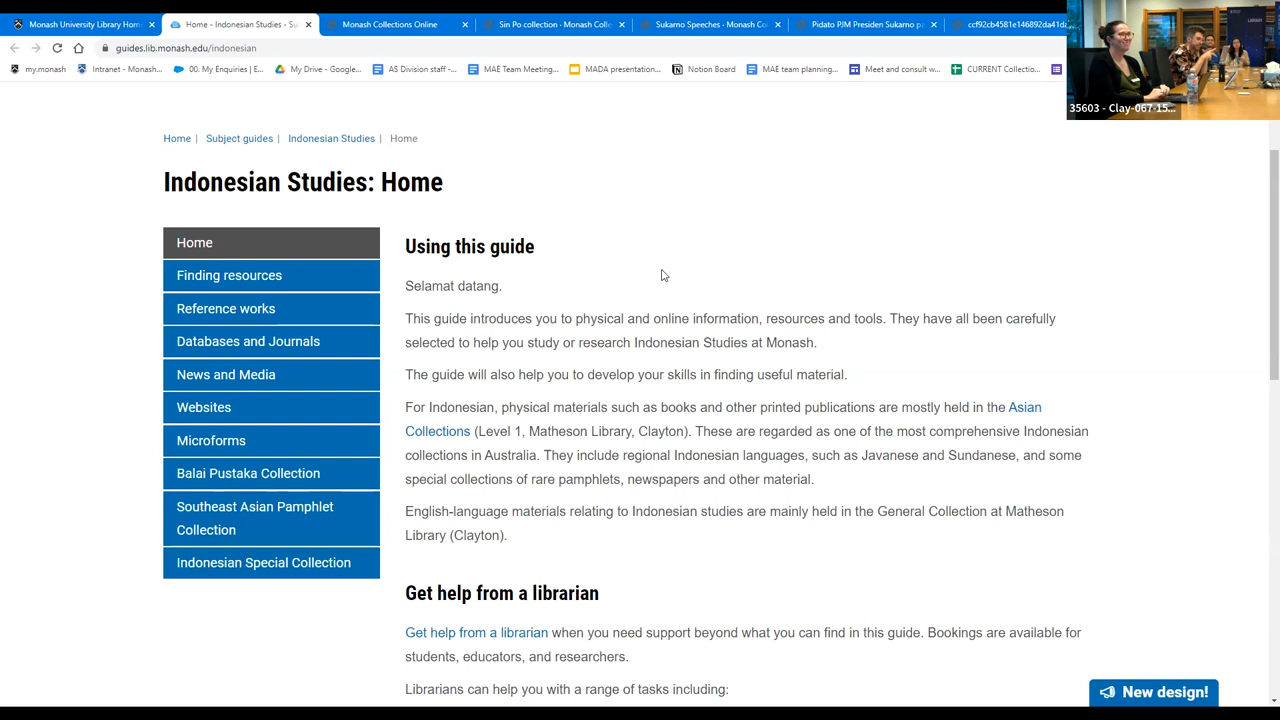 Monash University Library Hom
Home - Indonesian Studies - Su
Monash Collections Online
Sin Po collection - Monash Colle
Sukarno Speeches - Monash Co
Pidato PJM Presiden Sukarno pa
ccf92cb4581e146892da41da
guides.lib.monash.edu/indonesian
my.monash
Intranet - Monash...
00. My Enquiries | E...
My Drive - Google...
AS Division staff -...
MAE Team Meeting...
MADA presentation...
Notion Board
MAE team planning...
Meet and consult w...
CURRENT Collectio...
LIBRARY
35603 - Clay-067-15...
Home | Subject guides | Indonesian Studies | Home
Indonesian Studies: Home
Home
Finding resources
Reference works
Databases and Journals
News and Media
Websites
Microforms
Balai Pustaka Collection
Southeast Asian Pamphlet
Collection
Indonesian Special Collection
Using this guide
Selamat datang.
This guide introduces you to physical and online information, resources and tools. They have all been carefully
selected to help you study or research Indonesian Studies at Monash.
The guide will also help you to develop your skills in finding useful material.
For Indonesian, physical materials such as books and other printed publications are mostly held in the Asian
Collections (Level 1, Matheson Library, Clayton). These are regarded as one of the most comprehensive Indonesian
collections in Australia. They include regional Indonesian languages, such as Javanese and Sundanese, and some
special collections of rare pamphlets, newspapers and other material.
English-language materials relating to Indonesian studies are mainly held in the General Collection at Matheson
Library (Clayton).
Get help from a librarian
Get help from a librarian when you need support beyond what you can find in this guide. Bookings are available for
students, educators, and researchers.
Librarians can help you with a range of tasks including:
New design!